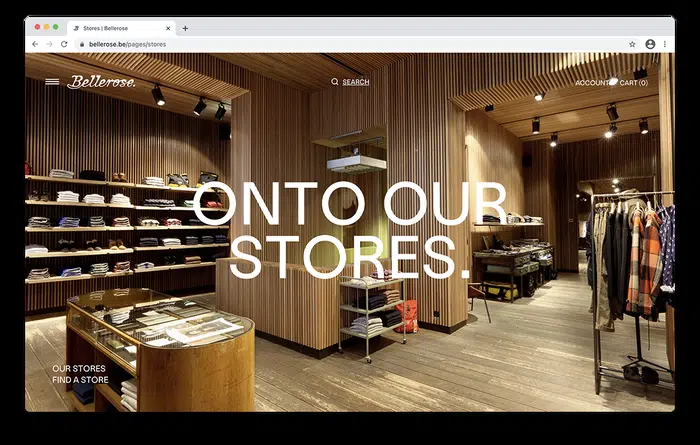 Stores | Bellerose
bellerose.be/pages/stores
Bellerose.
SEARCH
ACCOUNT
CART (0)
ONTO OUR
STORES.
OUR STORES
FIND A STORE